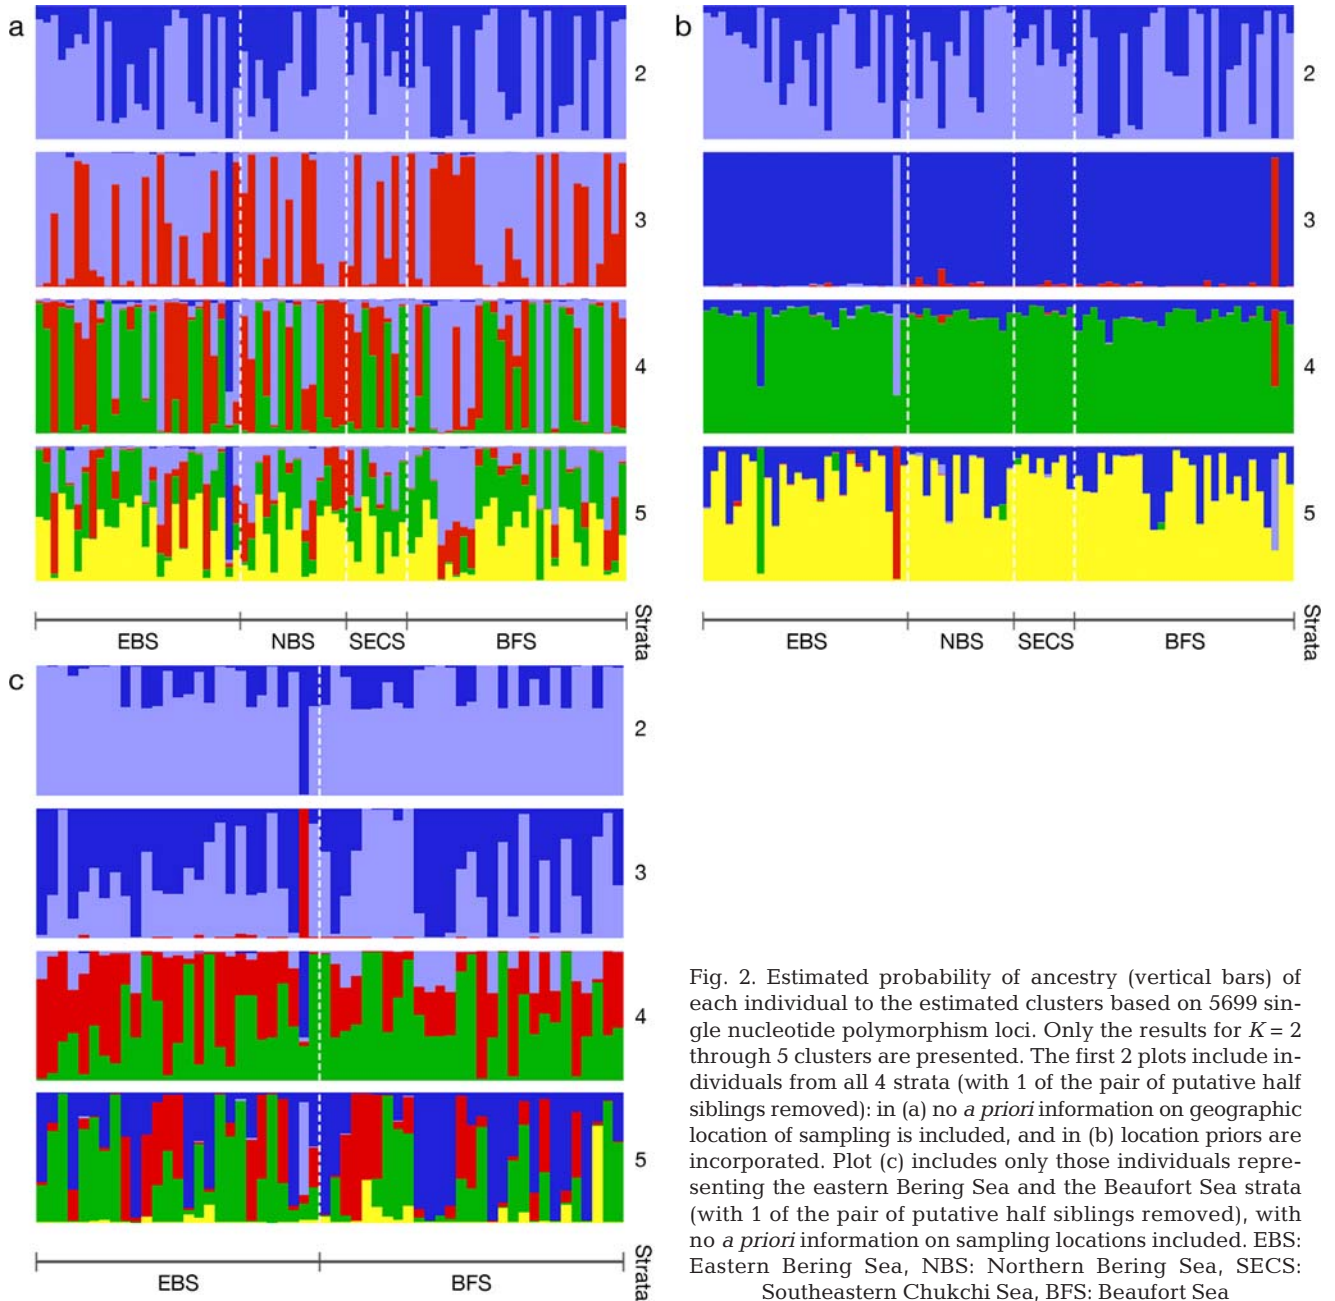 a
2
3
4
5
EBS NBS SECS BFS
Strata
b
2
3
4
5
EBS NBS SECS BFS
Strata
c
2
3
4
5
EBS BFS
Strata
Fig. 2. Estimated probability of ancestry (vertical bars) of
each individual to the estimated clusters based on 5699 sin-
gle nucleotide polymorphism loci. Only the results for K = 2
through 5 clusters are presented. The first 2 plots include in-
dividuals from all 4 strata (with 1 of the pair of putative half
siblings removed): in (a) no a priori information on geographic
location of sampling is included, and in (b) location priors are
incorporated. Plot (c) includes only those individuals repre-
senting the eastern Bering Sea and the Beaufort Sea strata
(with 1 of the pair of putative half siblings removed), with
no a priori information on sampling locations included. EBS:
Eastern Bering Sea, NBS: Northern Bering Sea, SECS:
Southeastern Chukchi Sea, BFS: Beaufort Sea